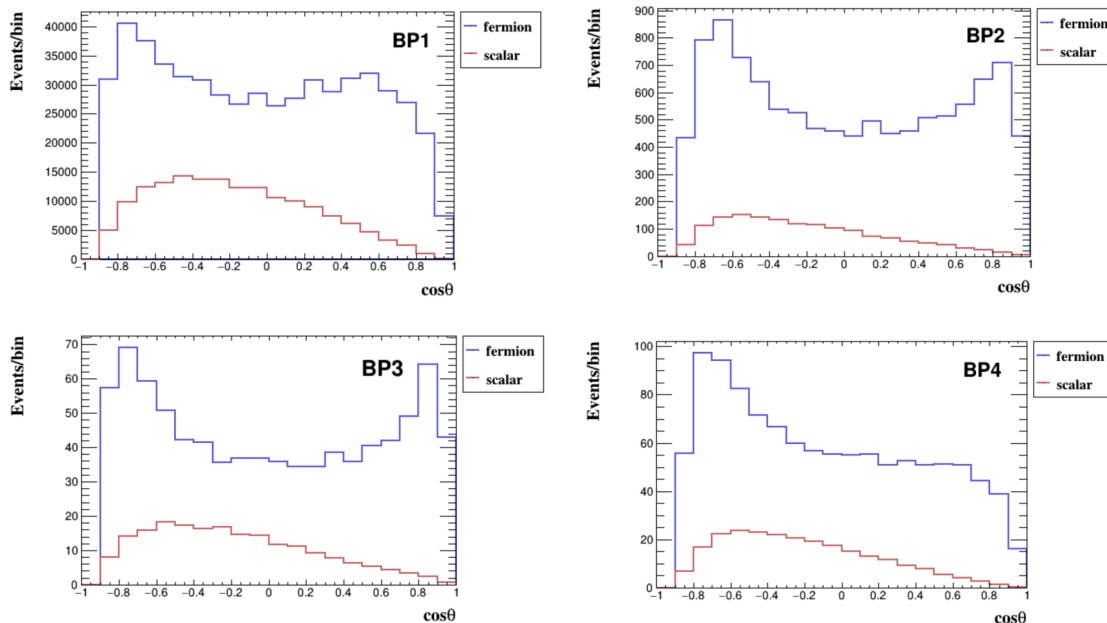 Events/bin
40000
35000
30000
25000
20000
15000
10000
5000
0
−1 −0.8 −0.6 −0.4 −0.2 0 0.2 0.4 0.6 0.8 1
cosθ
BP1
fermion
scalar
Events/bin
900
800
700
600
500
400
300
200
100
0
−1 −0.8 −0.6 −0.4 −0.2 0 0.2 0.4 0.6 0.8 1
cosθ
BP2
fermion
scalar
Events/bin
70
60
50
40
30
20
10
0
−1 −0.8 −0.6 −0.4 −0.2 0 0.2 0.4 0.6 0.8 1
cosθ
BP3
fermion
scalar
Events/bin
100
80
60
40
20
0
−1 −0.8 −0.6 −0.4 −0.2 0 0.2 0.4 0.6 0.8 1
cosθ
BP4
fermion
scalar